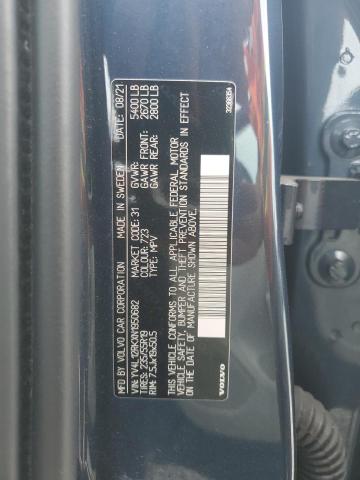 MFD BY: VOLVO CAR CORPORATION MADE IN SWEDEN DATE: 08/21
VIN: YV4L12RKXN1950682 MARKET CODE: 31 GVWR: 5400 LB
TIRES: 235/55R19 COLOUR: 723 GAWR FRONT: 2670 LB
RIM: 7.5Jx19x50.5 TYPE: MPV GAWR REAR: 2800 LB
THIS VEHICLE CONFORMS TO ALL APPLICABLE FEDERAL MOTOR
VEHICLE SAFETY, BUMPER AND THEFT PREVENTION STANDARDS IN EFFECT
ON THE DATE OF MANUFACTURE SHOWN ABOVE.
VOLVO